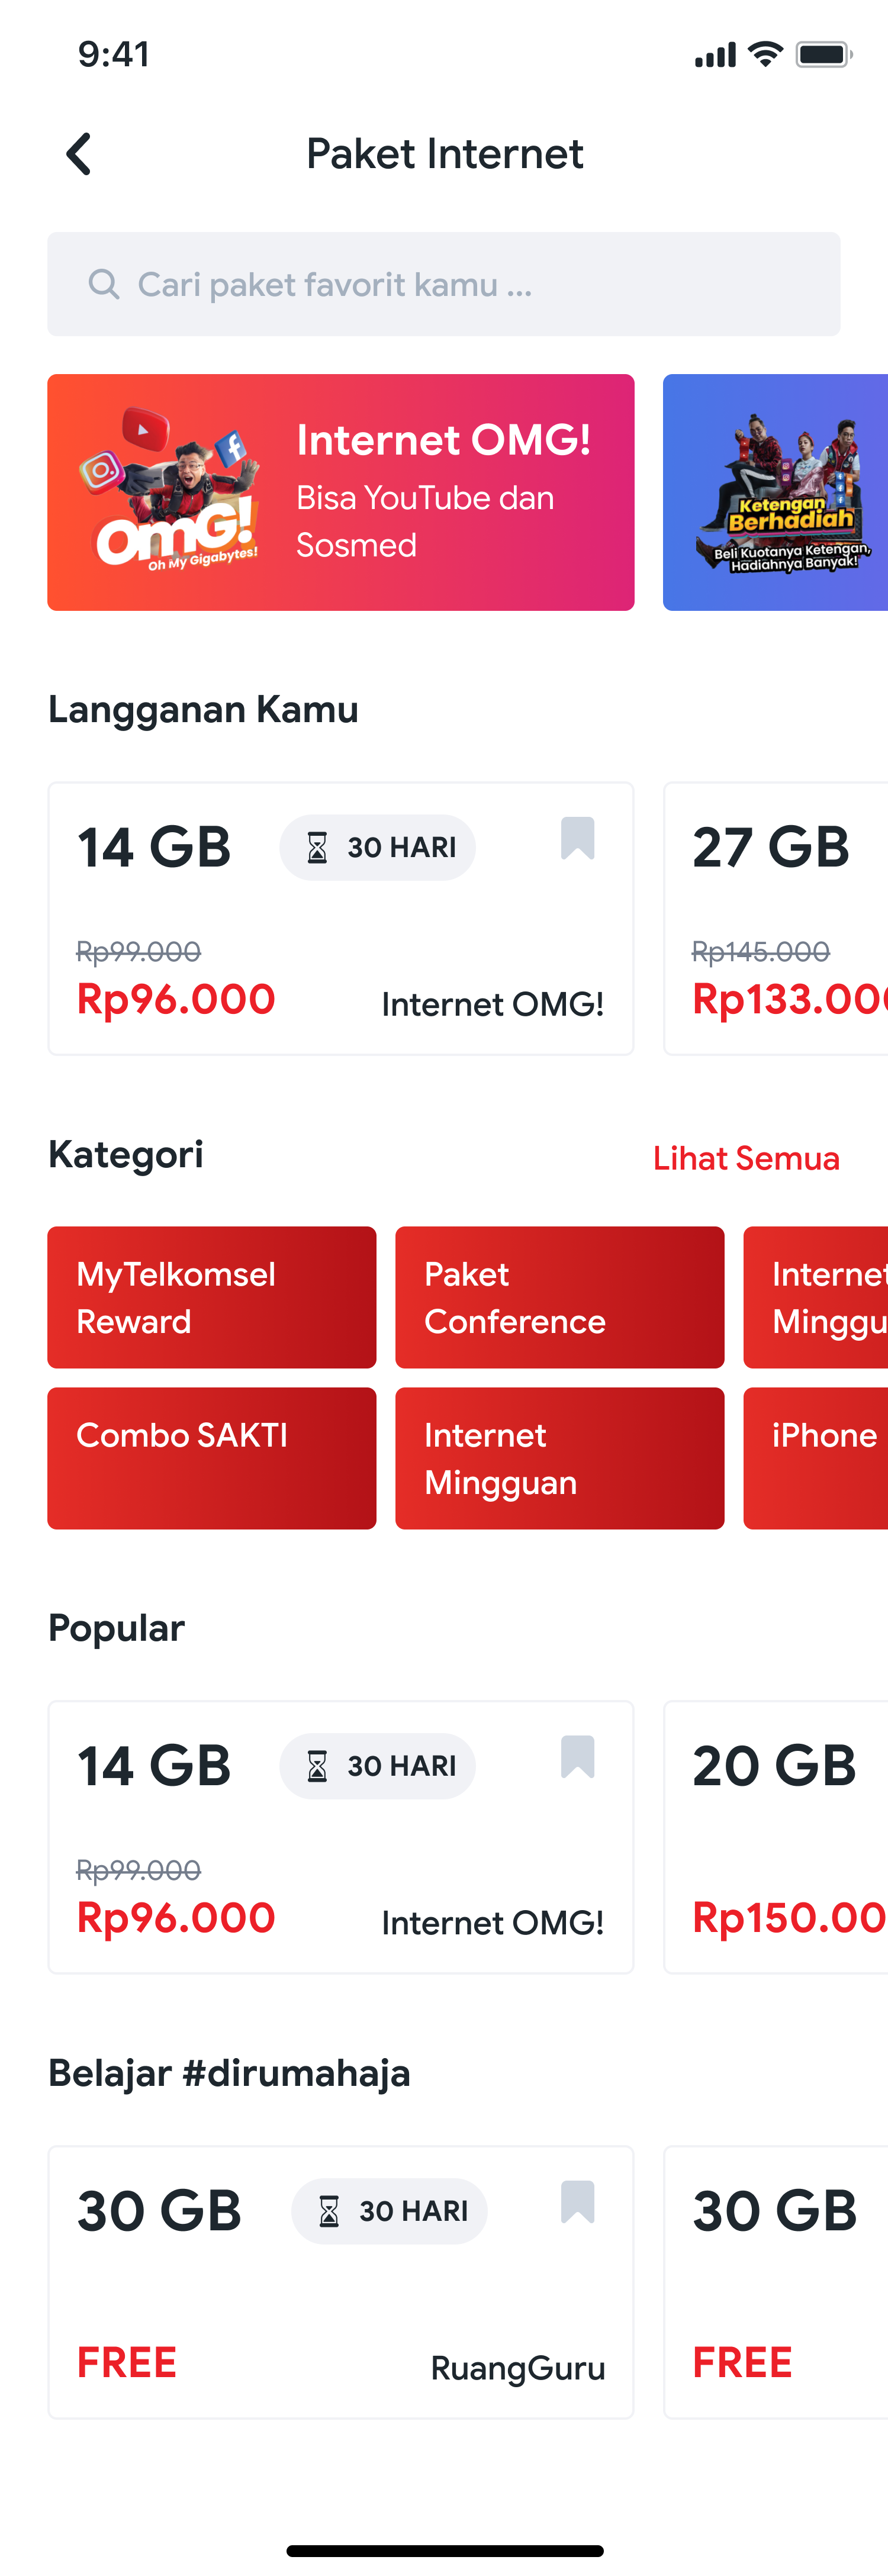 9:41
Paket Internet
Cari paket favorit kamu ...
OmG!
Oh My Gigabytes!
Internet OMG!
Bisa YouTube dan
Sosmed
Ketengan
Berhadiah
Beli Kuotanya Ketengan,
Hadiahnya Banyak!
Langganan Kamu
14 GB
30 HARI
Rp99.000
Rp96.000
Internet OMG!
27 GB
Rp145.000
Rp133.00
Kategori
Lihat Semua
MyTelkomsel
Reward
Paket
Conference
Internet
Minggu
Combo SAKTI
Internet
Mingguan
iPhone
Popular
14 GB
30 HARI
Rp99.000
Rp96.000
Internet OMG!
20 GB
Rp150.00
Belajar #dirumahaja
30 GB
30 HARI
FREE
RuangGuru
30 GB
FREE